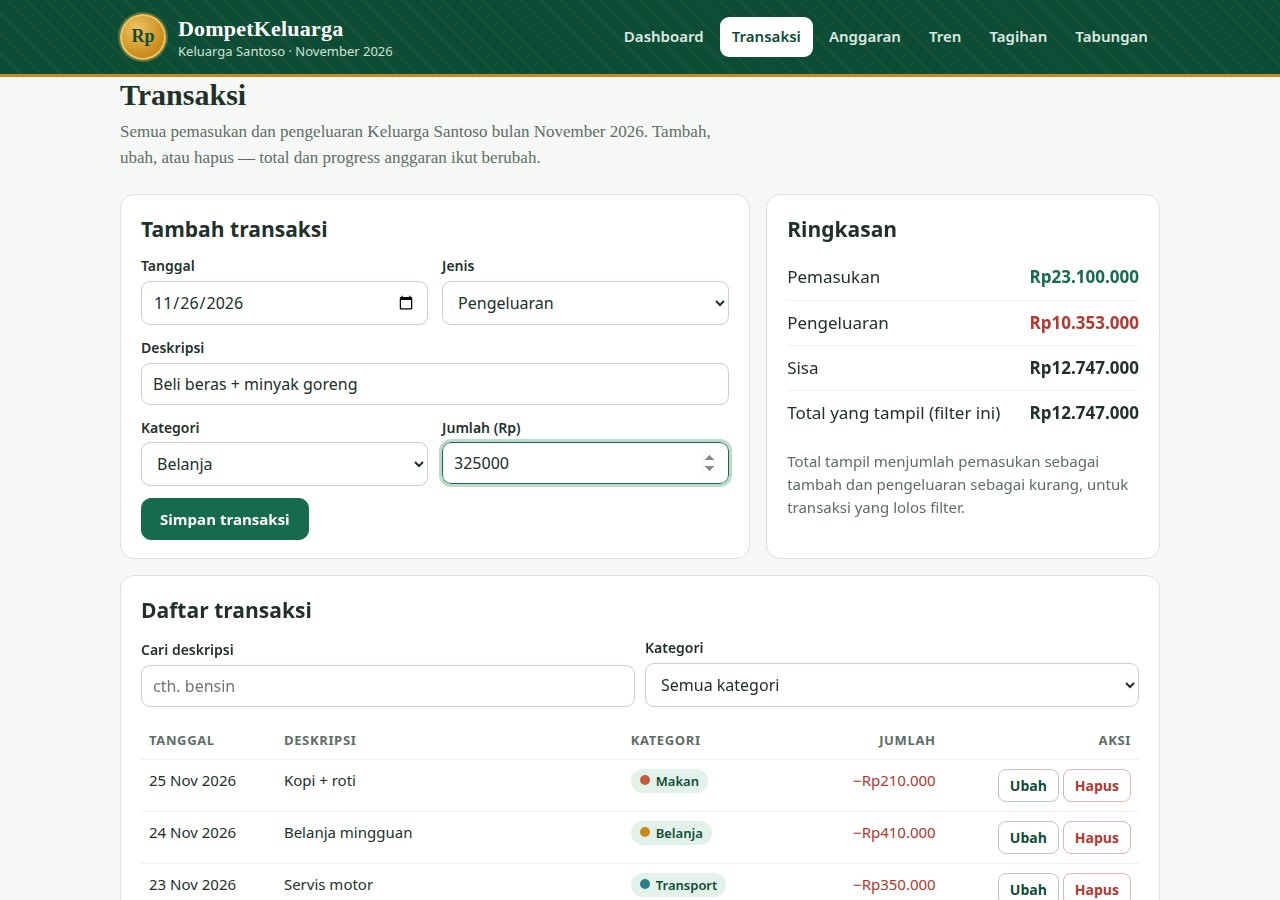 Rp
DompetKeluarga
Keluarga Santoso · November 2026
Dashboard
Transaksi
Anggaran
Tren
Tagihan
Tabungan
Transaksi
Semua pemasukan dan pengeluaran Keluarga Santoso bulan November 2026. Tambah,
ubah, atau hapus — total dan progress anggaran ikut berubah.
Tambah transaksi
Tanggal
Jenis
11/26/2026
Pengeluaran
Deskripsi
Beli beras + minyak goreng
Kategori
Jumlah (Rp)
Belanja
325000
Simpan transaksi
Ringkasan
Pemasukan Rp23.100.000
Pengeluaran Rp10.353.000
Sisa Rp12.747.000
Total yang tampil (filter ini) Rp12.747.000
Total tampil menjumlah pemasukan sebagai
tambah dan pengeluaran sebagai kurang, untuk
transaksi yang lolos filter.
Daftar transaksi
Cari deskripsi
Kategori
cth. bensin
Semua kategori
TANGGAL DESKRIPSI KATEGORI JUMLAH AKSI
25 Nov 2026 Kopi + roti Makan −Rp210.000 Ubah Hapus
24 Nov 2026 Belanja mingguan Belanja −Rp410.000 Ubah Hapus
23 Nov 2026 Servis motor Transport −Rp350.000 Ubah Hapus